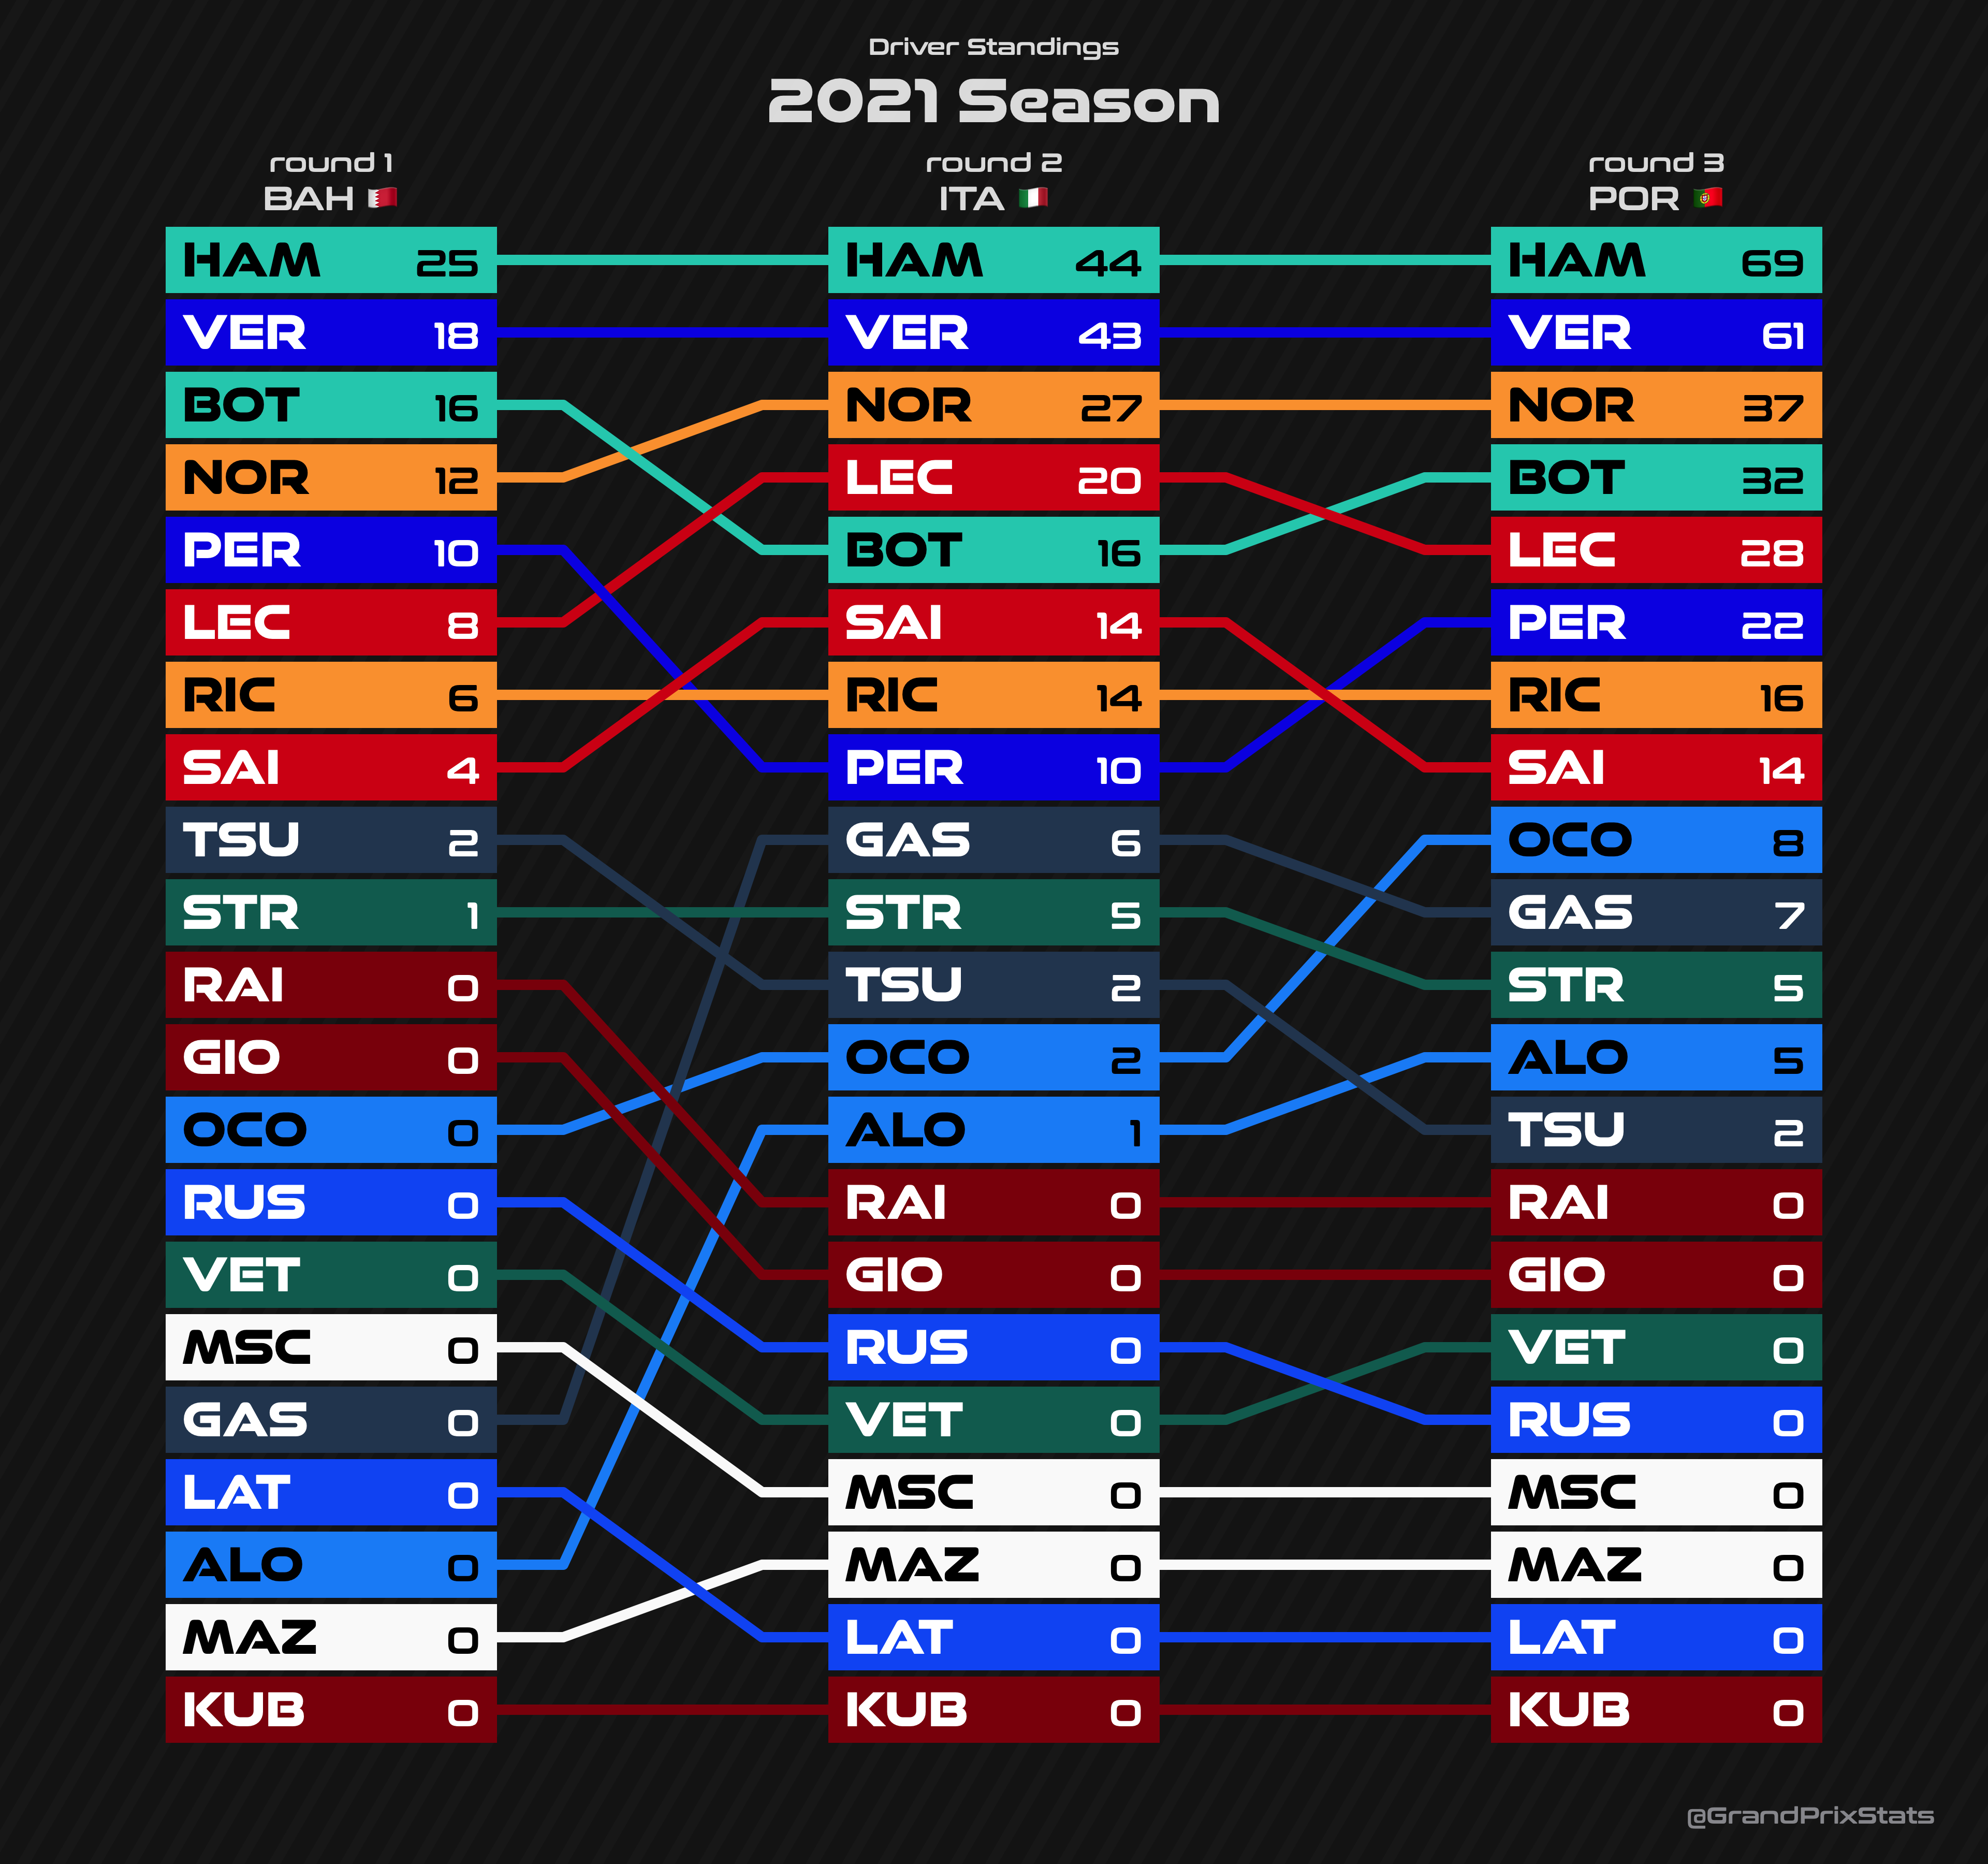 Driver Standings
2021 Season
round 1
BAH
round 2
ITA
round 3
POR
HAM 25 HAM 44 HAM 69
VER 18 VER 43 VER 61
BOT 16 NOR 27 NOR 37
NOR 12 LEC 20 BOT 32
PER 10 BOT 16 LEC 28
LEC 8 SAI 14 PER 22
RIC 6 RIC 14 RIC 16
SAI 4 PER 10 SAI 14
TSU 2 GAS 6 OCO 8
STR 1 STR 5 GAS 7
RAI 0 TSU 2 STR 5
GIO 0 OCO 2 ALO 5
OCO 0 ALO 1 TSU 2
RUS 0 RAI 0 RAI 0
VET 0 GIO 0 GIO 0
MSC 0 RUS 0 VET 0
GAS 0 VET 0 RUS 0
LAT 0 MSC 0 MSC 0
ALO 0 MAZ 0 MAZ 0
MAZ 0 LAT 0 LAT 0
KUB 0 KUB 0 KUB 0
@GrandPrixStats